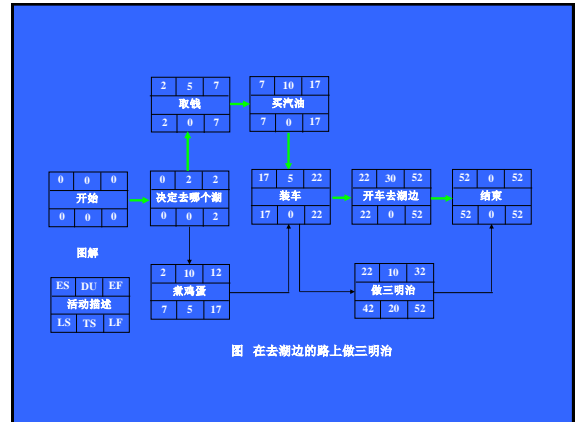 2 5 7
取钱
2 0 7
7 10 17
买汽油
7 0 17
0 0 0
开始
0 0 0
0 2 2
决定去哪个湖
0 0 2
17 5 22
装车
17 0 22
22 30 52
开车去湖边
22 0 52
52 0 52
结束
52 0 52
图解
ES DU EF
活动描述
LS TS LF
2 10 12
煮鸡蛋
7 5 17
22 10 32
做三明治
42 20 52
图 在去湖边的路上做三明治